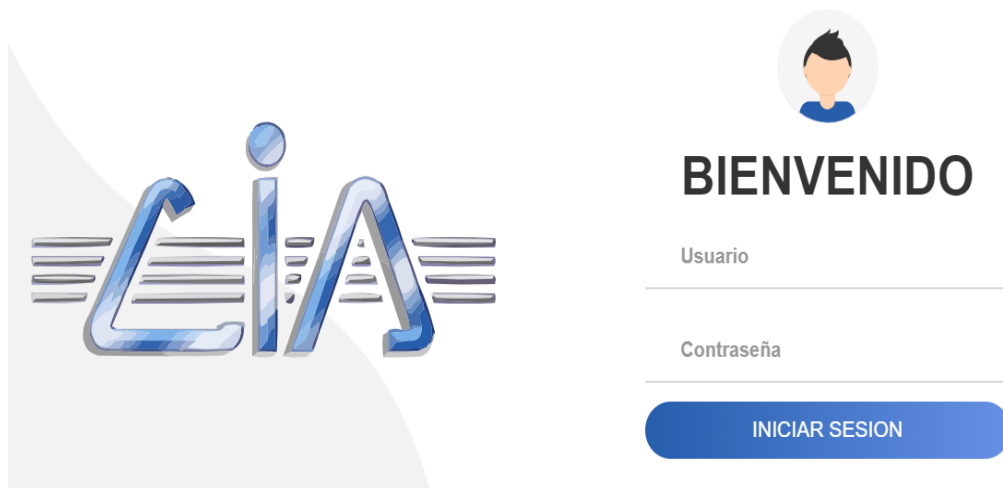 CIA
BIENVENIDO
Usuario
Contraseña
INICIAR SESION